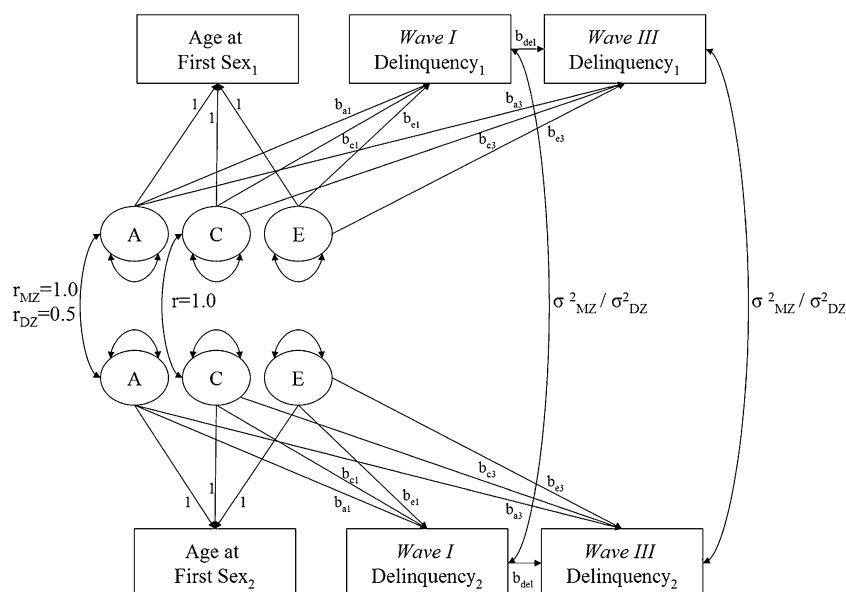 Age at
First Sex1
Wave I
Delinquency1
bdel
Wave III
Delinquency1
1
1
1
ba1
bc1
be1
ba3
bc3
be3
A
C
E
rMZ=1.0
rDZ=0.5
r=1.0
σ 2MZ / σ2DZ
σ 2MZ / σ2DZ
A
C
E
1
1
1
bc1
ba1
be1
bc3
be3
ba3
Age at
First Sex2
Wave I
Delinquency2
bdel
Wave III
Delinquency2